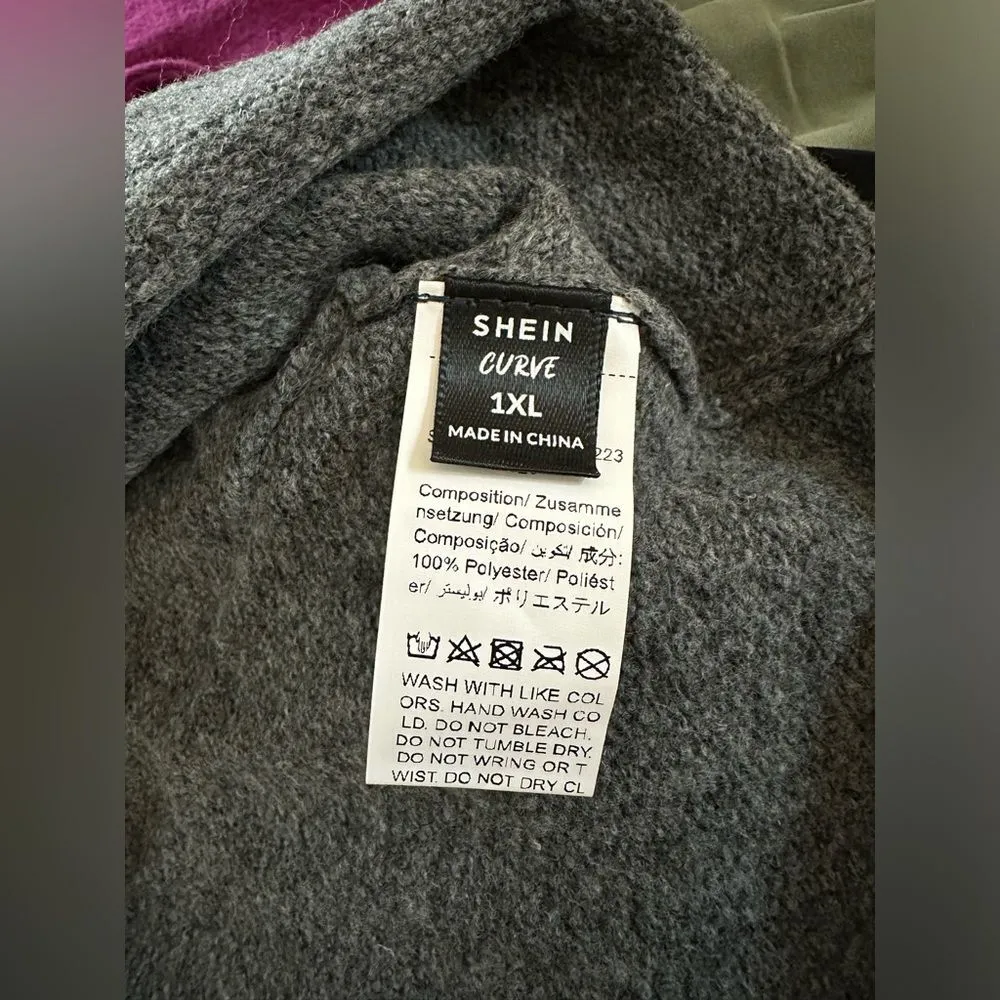 SHEIN
CURVE
1XL
MADE IN CHINA
223
Composition/ Zusamme
nsetzung/ Composición/
Composição/ تكوين/ 成分:
100% Polyester/ Poliést
er/ بوليستر/ ポリエステル
WASH WITH LIKE COL
ORS. HAND WASH CO
LD. DO NOT BLEACH.
DO NOT TUMBLE DRY.
DO NOT WRING OR T
WIST. DO NOT DRY CL